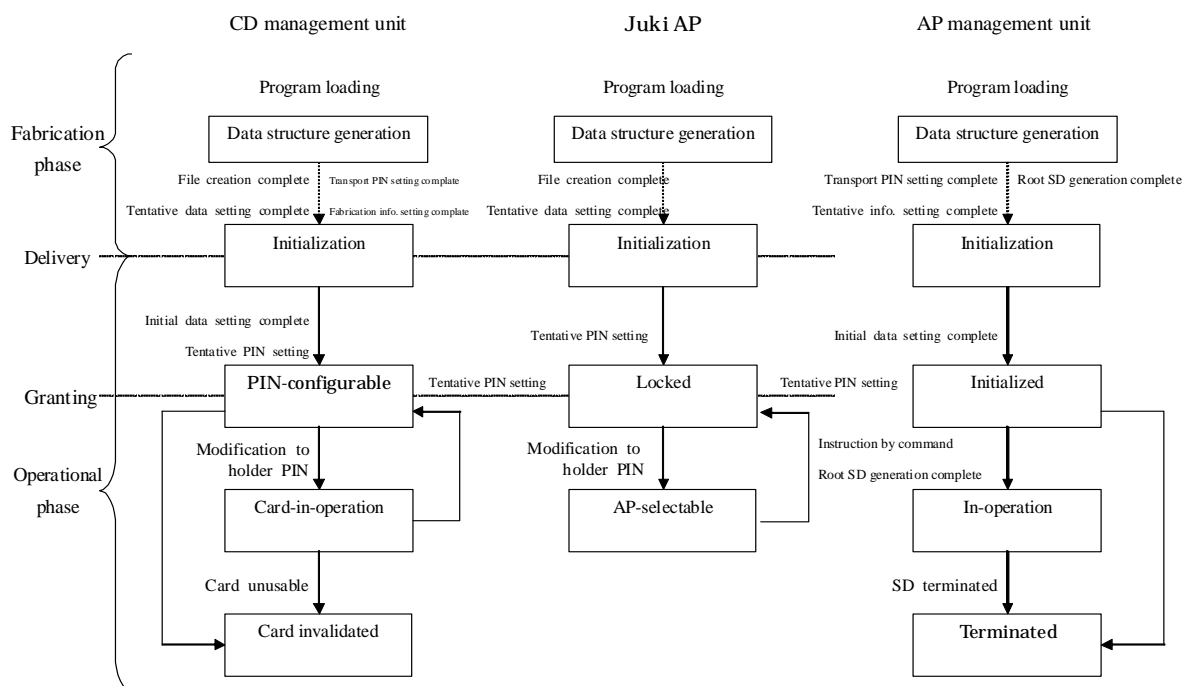 CD management unit
Juki AP
AP management unit
Program loading
Program loading
Program loading
Fabrication
phase
Data structure generation
Data structure generation
Data structure generation
File creation complete
Transport PIN setting complate
File creation complete
Transport PIN setting complete
Root SD generation complete
Tentative data setting complete
Fabrication info. setting complate
Tentative data setting complete
Tentative info. setting complete
Initialization
Initialization
Initialization
Delivery
Initial data setting complete
Tentative PIN setting
Tentative PIN setting
Initial data setting complete
Granting
PIN-configurable
Tentative PIN setting
Locked
Tentative PIN setting
Initialized
Modification to
holder PIN
Modification to
holder PIN
Instruction by command
Root SD generation complete
Operational
phase
Card-in-operation
AP-selectable
In-operation
Card unusable
SD terminated
Card invalidated
Terminated